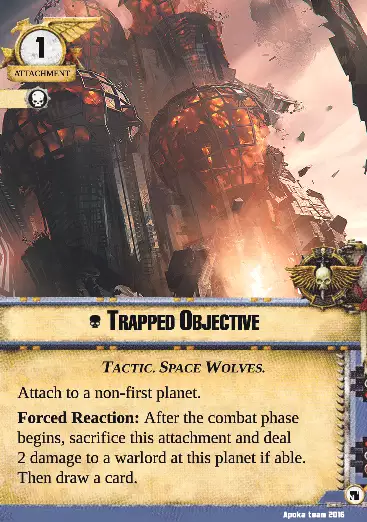 1
ATTACHMENT
TRAPPED OBJECTIVE
TACTIC. SPACE WOLVES.
Attach to a non-first planet.
Forced Reaction: After the combat phase
begins, sacrifice this attachment and deal
2 damage to a warlord at this planet if able.
Then draw a card.
Apoka team 2016